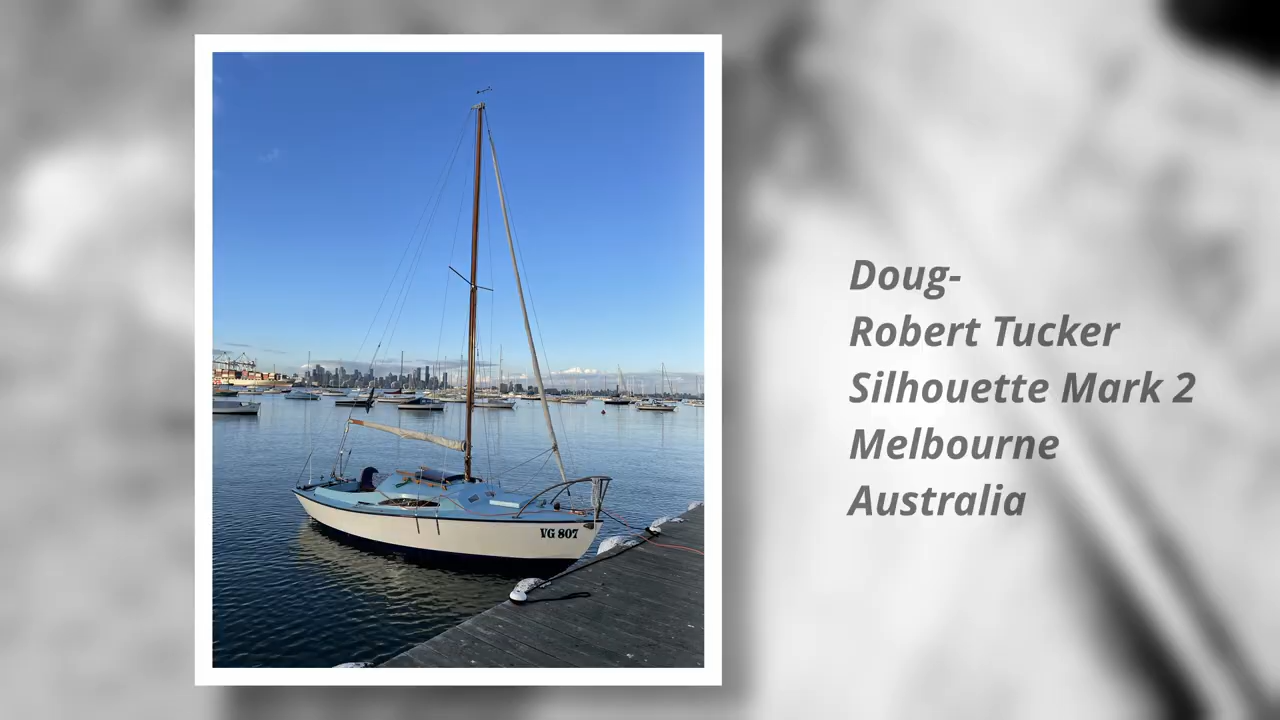 Doug-
Robert Tucker
Silhouette Mark 2
Melbourne
Australia
VG 807